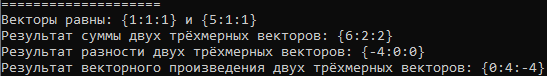 ====================
Векторы равны: {1:1:1} и {5:1:1}
Результат суммы двух трёхмерных векторов: {6:2:2}
Результат разности двух трёхмерных векторов: {-4:0:0}
Результат векторного произведения двух трёхмерных векторов: {0:4:-4}